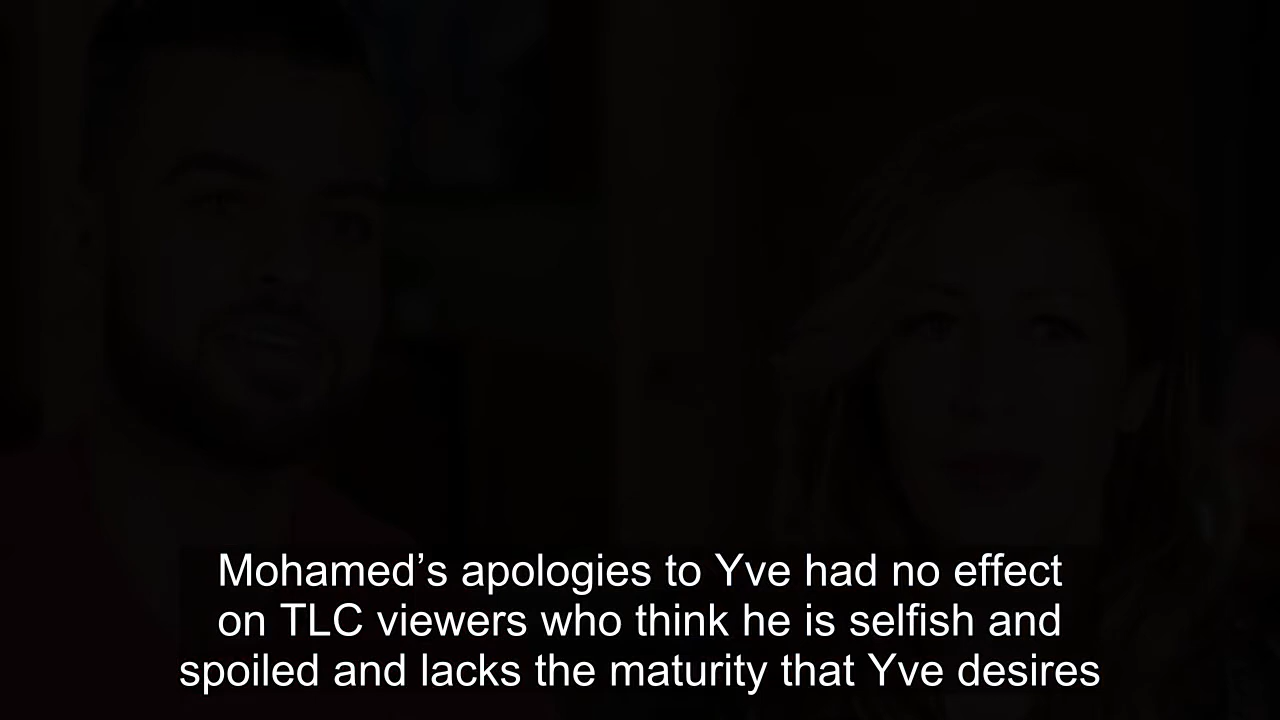 Mohamed’s apologies to Yve had no effect
on TLC viewers who think he is selfish and
spoiled and lacks the maturity that Yve desires